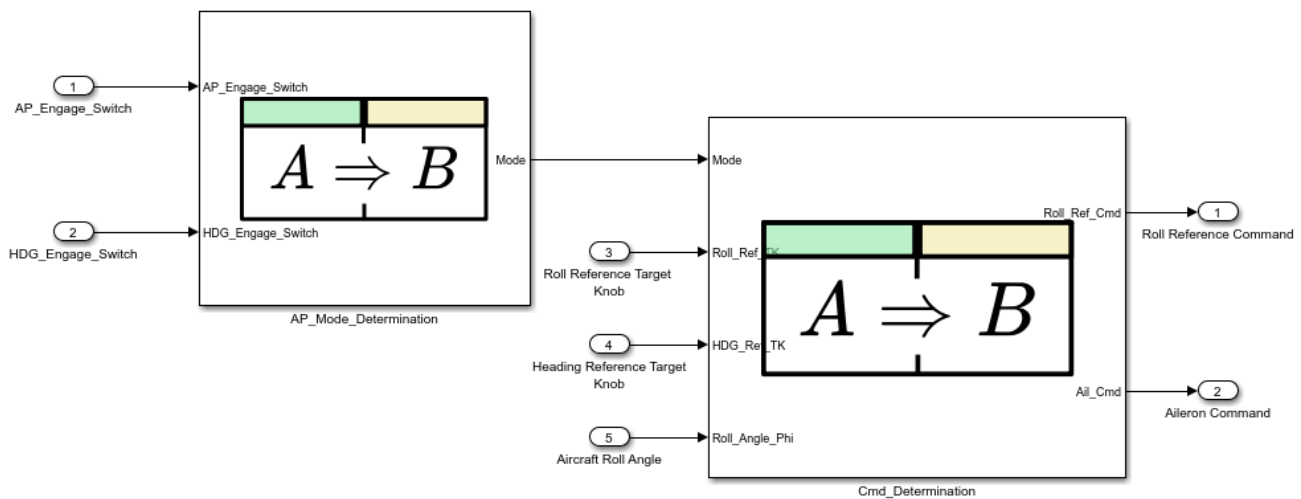 1
AP_Engage_Switch
2
HDG_Engage_Switch
AP_Engage_Switch
HDG_Engage_Switch
A ⇒ B
Mode
AP_Mode_Determination
3
Roll Reference Target
Knob
4
Heading Reference Target
Knob
5
Aircraft Roll Angle
Mode
Roll_Ref_TK
HDG_Ref_TK
Roll_Angle_Phi
A ⇒ B
Roll_Ref_Cmd
Ail_Cmd
Cmd_Determination
1
Roll Reference Command
2
Aileron Command